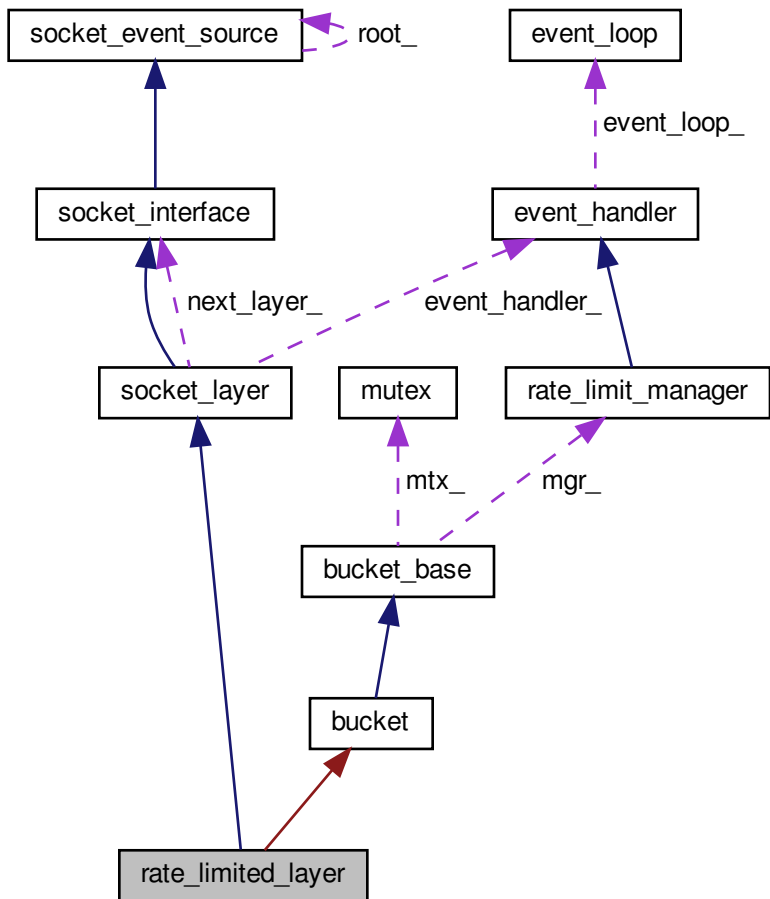 socket_event_source
root_
event_loop
event_loop_
socket_interface
event_handler
next_layer_
event_handler_
socket_layer
mutex
rate_limit_manager
mtx_
mgr_
bucket_base
bucket
rate_limited_layer